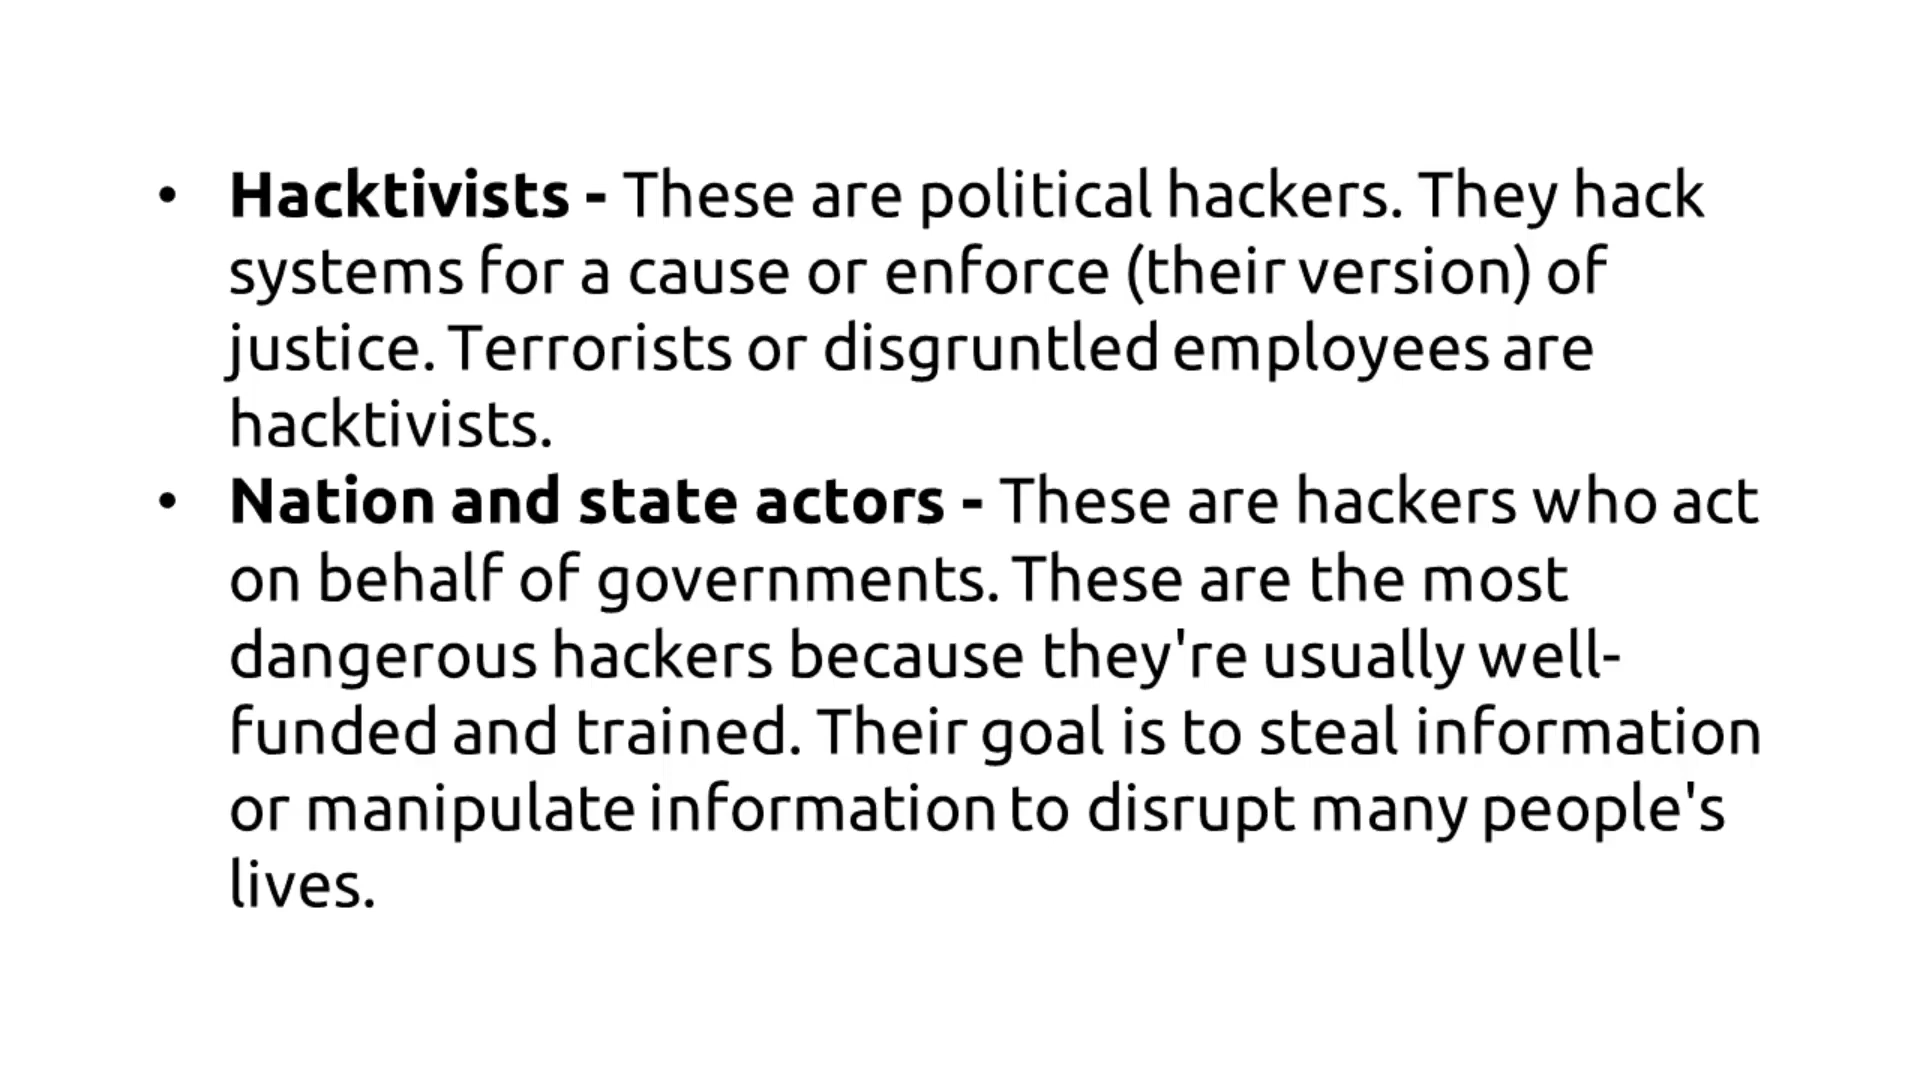 • Hacktivists - These are political hackers. They hack
systems for a cause or enforce (their version) of
justice. Terrorists or disgruntled employees are
hacktivists.
• Nation and state actors - These are hackers who act
on behalf of governments. These are the most
dangerous hackers because they're usually well-
funded and trained. Their goal is to steal information
or manipulate information to disrupt many people's
lives.